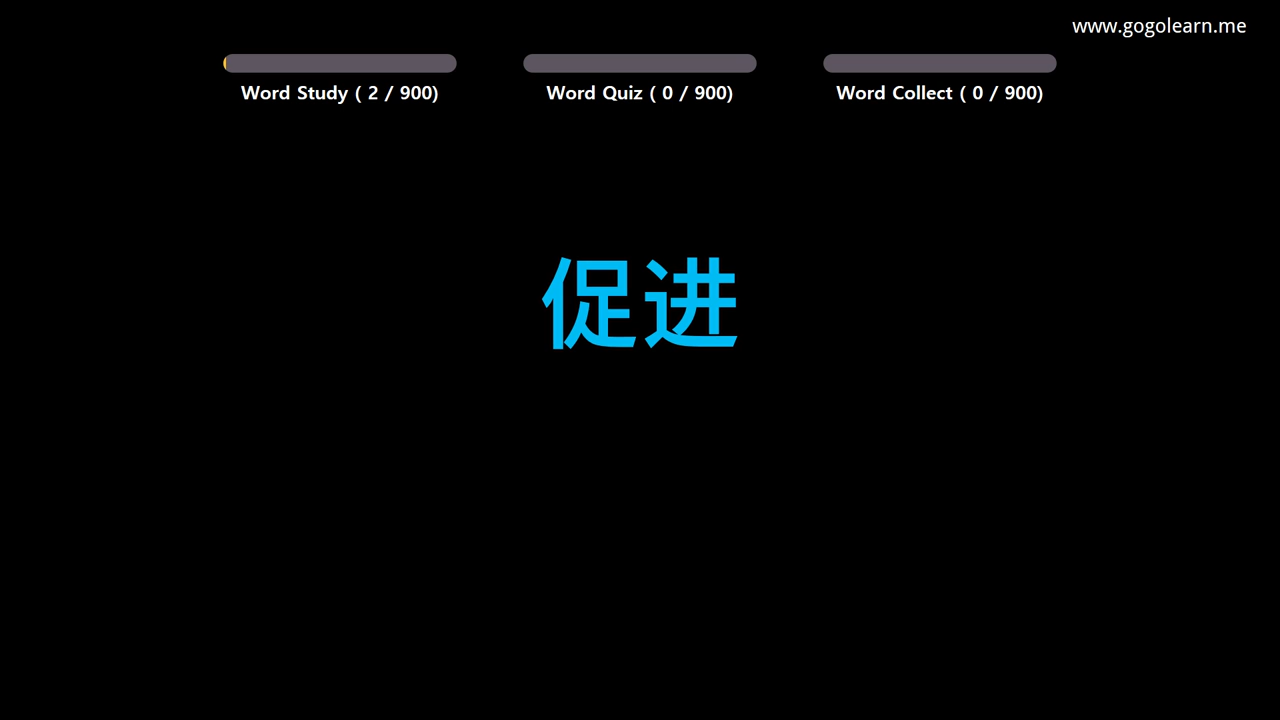 www.gogolearn.me
Word Study ( 2 / 900)
Word Quiz ( 0 / 900)
Word Collect ( 0 / 900)
促进